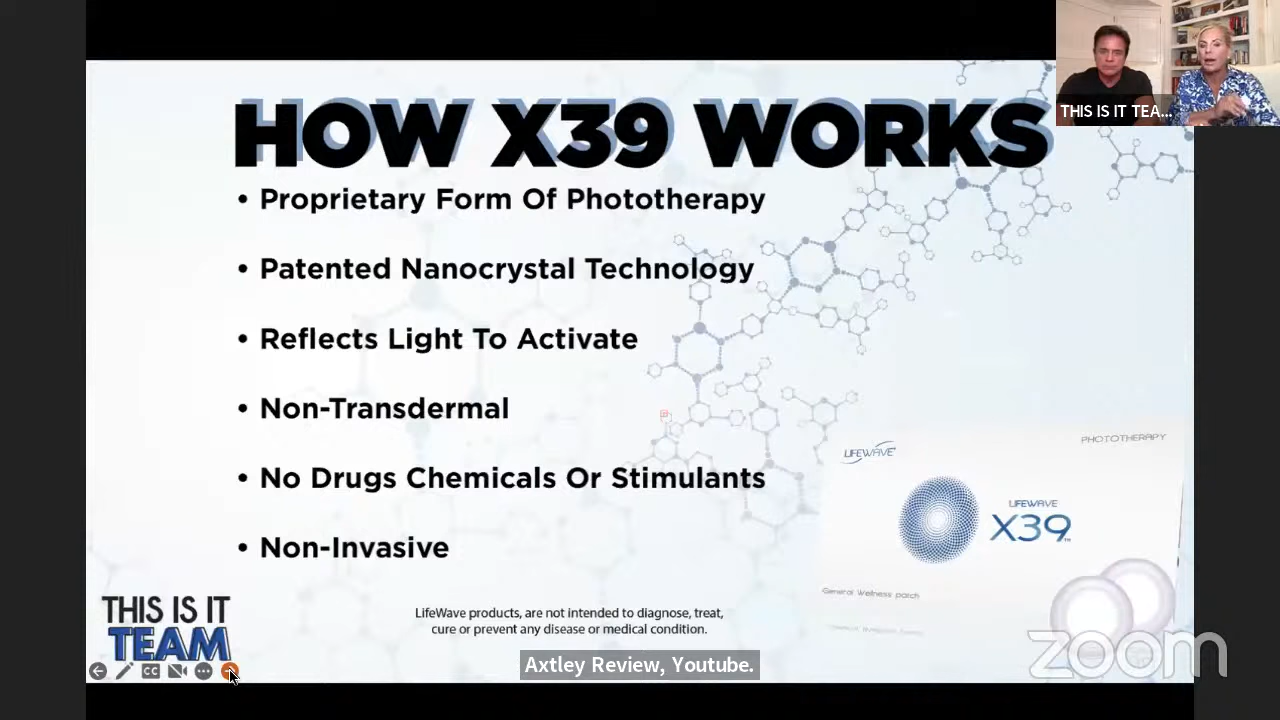 HOW X39 WORKS
THIS IS IT TEA...
• Proprietary Form Of Phototherapy
• Patented Nanocrystal Technology
• Reflects Light To Activate
• Non-Transdermal
• No Drugs Chemicals Or Stimulants
• Non-Invasive
LIFEWAVE
PHOTOTHERAPY
LIFEWAVE
X39™
General Wellness patch
THIS IS IT
TEAM
LifeWave products, are not intended to diagnose, treat,
cure or prevent any disease or medical condition.
CC
Axtley Review, Youtube.
zoom